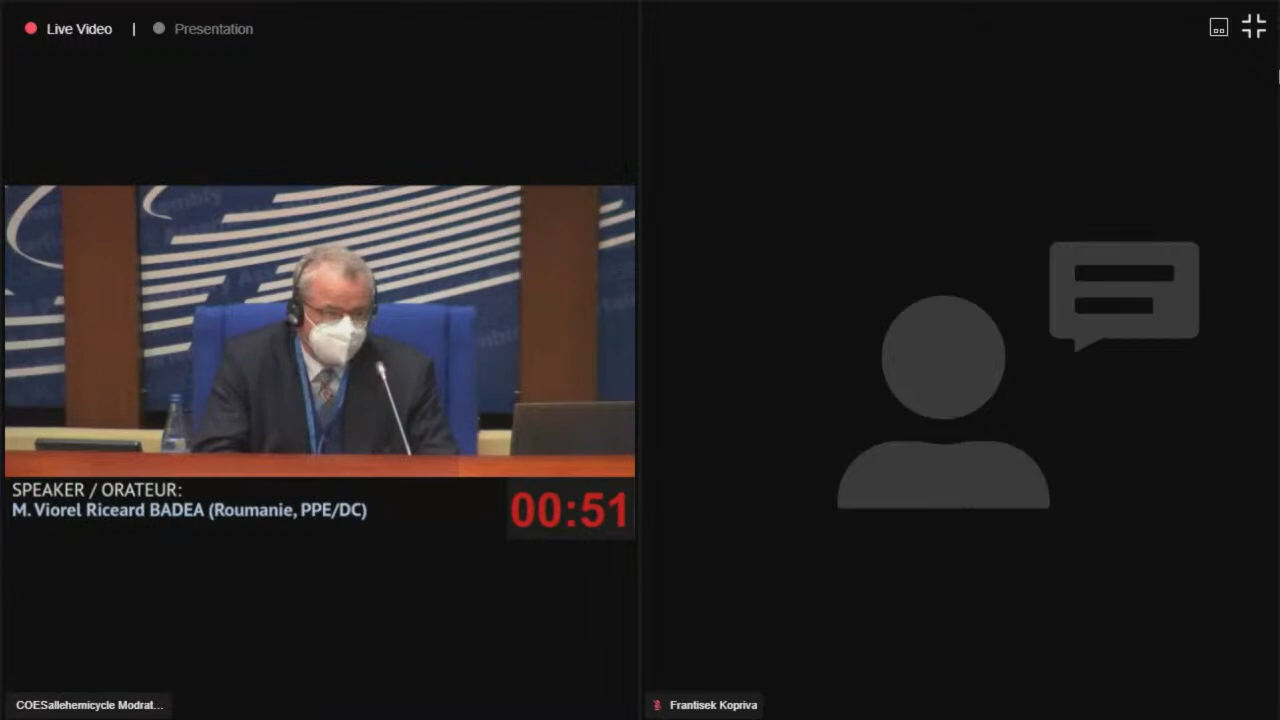 Live Video | Presentation
SPEAKER / ORATEUR:
M. Viorel Riceard BADEA (Roumanie, PPE/DC)
00:51
COESallehemicycle Modrat...
Frantisek Kopriva